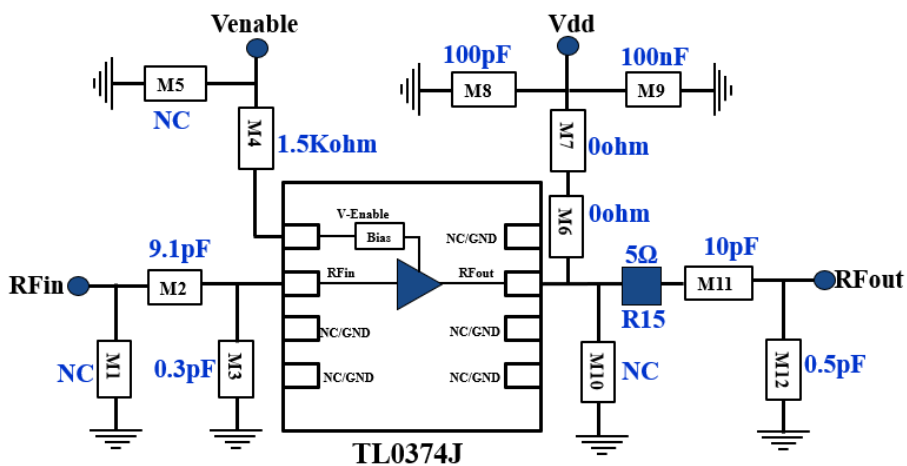 Venable
Vdd
100pF
100nF
M5
M8
M9
NC
M4
1.5Kohm
M7
0ohm
V-Enable
Bias
NC/GND
M6
0ohm
9.1pF
5Ω
10pF
RFin
M2
RFin
RFout
M11
RFout
R15
NC
M1
0.3pF
M3
NC/GND
NC/GND
NC/GND
NC/GND
M10
NC
M12
0.5pF
TL0374J